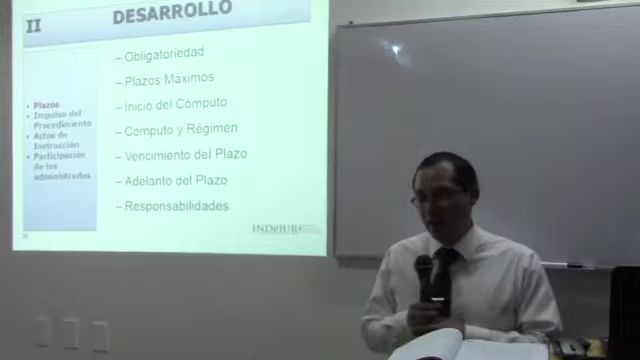 II
DESARROLLO
• Plazos
• Impulso del
Procedimiento
• Actos de
Instrucción
• Participación
de los
administrados
– Obligatoriedad
– Plazos Máximos
– Inicio del Cómputo
– Computo y Régimen
– Vencimiento del Plazo
– Adelanto del Plazo
– Responsabilidades
INDeJUR